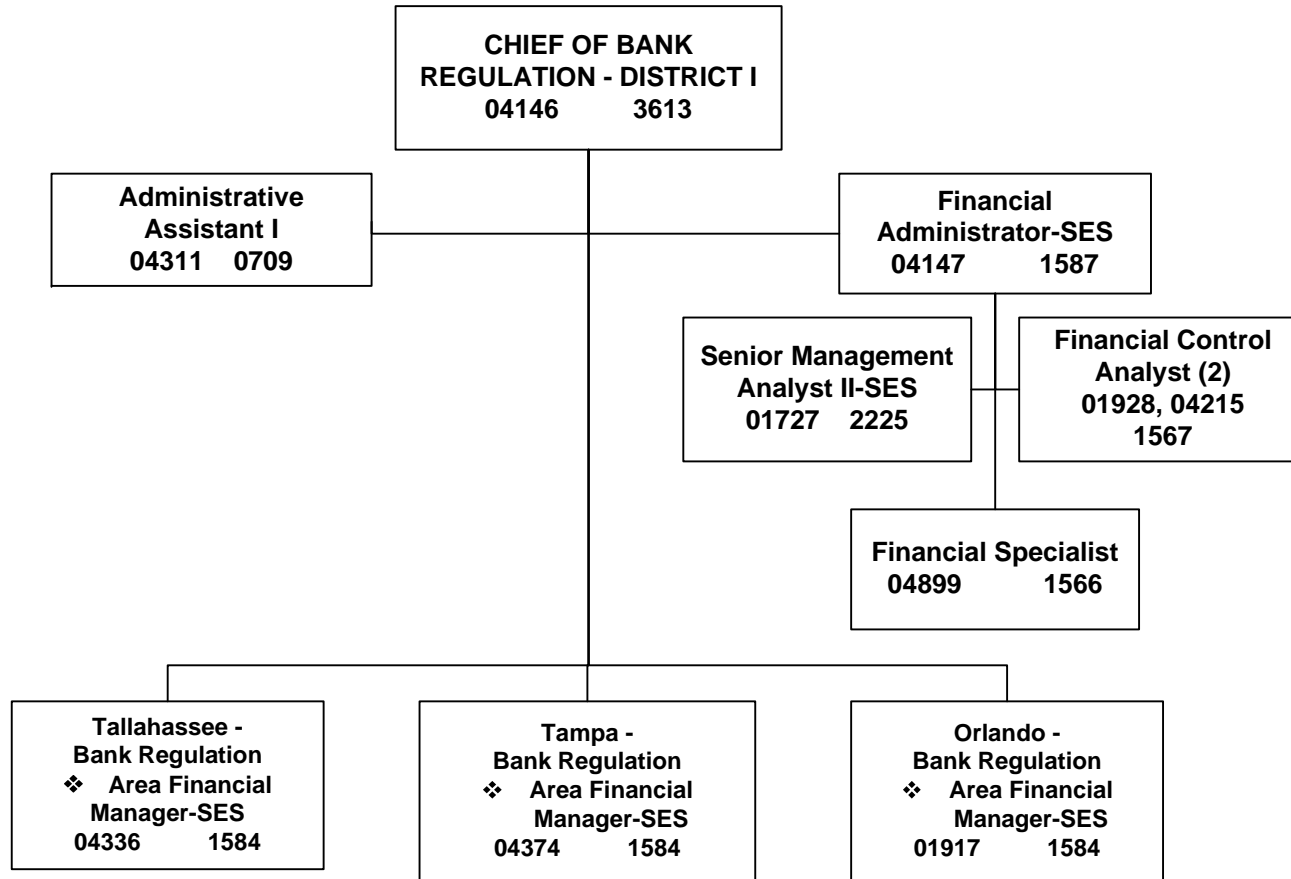 CHIEF OF BANK
REGULATION - DISTRICT I
04146 3613
Administrative
Assistant I
04311 0709
Financial
Administrator-SES
04147 1587
Senior Management
Analyst II-SES
01727 2225
Financial Control
Analyst (2)
01928, 04215
1567
Financial Specialist
04899 1566
Tallahassee -
Bank Regulation
❖ Area Financial
Manager-SES
04336 1584
Tampa -
Bank Regulation
❖ Area Financial
Manager-SES
04374 1584
Orlando -
Bank Regulation
❖ Area Financial
Manager-SES
01917 1584